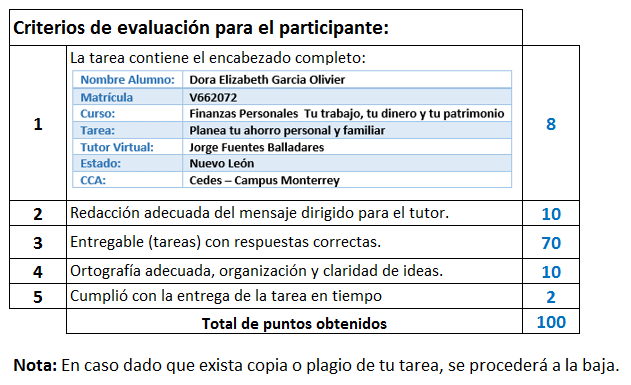 Criterios de evaluación para el participante:
La tarea contiene el encabezado completo:
Nombre Alumno: Dora Elizabeth Garcia Olivier
Matrícula V662072
Curso: Finanzas Personales Tu trabajo, tu dinero y tu patrimonio
1 Tarea: Planea tu ahorro personal y familiar 8
Tutor Virtual: Jorge Fuentes Balladares
Estado: Nuevo León
CCA: Cedes – Campus Monterrey
2 Redacción adecuada del mensaje dirigido para el tutor. 10
3 Entregable (tareas) con respuestas correctas. 70
4 Ortografía adecuada, organización y claridad de ideas. 10
5 Cumplió con la entrega de la tarea en tiempo 2
Total de puntos obtenidos 100
Nota: En caso dado que exista copia o plagio de tu tarea, se procederá a la baja.